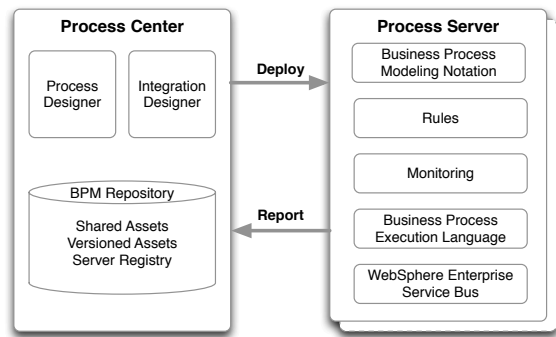 Process Center
Process
Designer
Integration
Designer
BPM Repository
Shared Assets
Versioned Assets
Server Registry
Deploy
Report
Process Server
Business Process
Modeling Notation
Rules
Monitoring
Business Process
Execution Language
WebSphere Enterprise
Service Bus